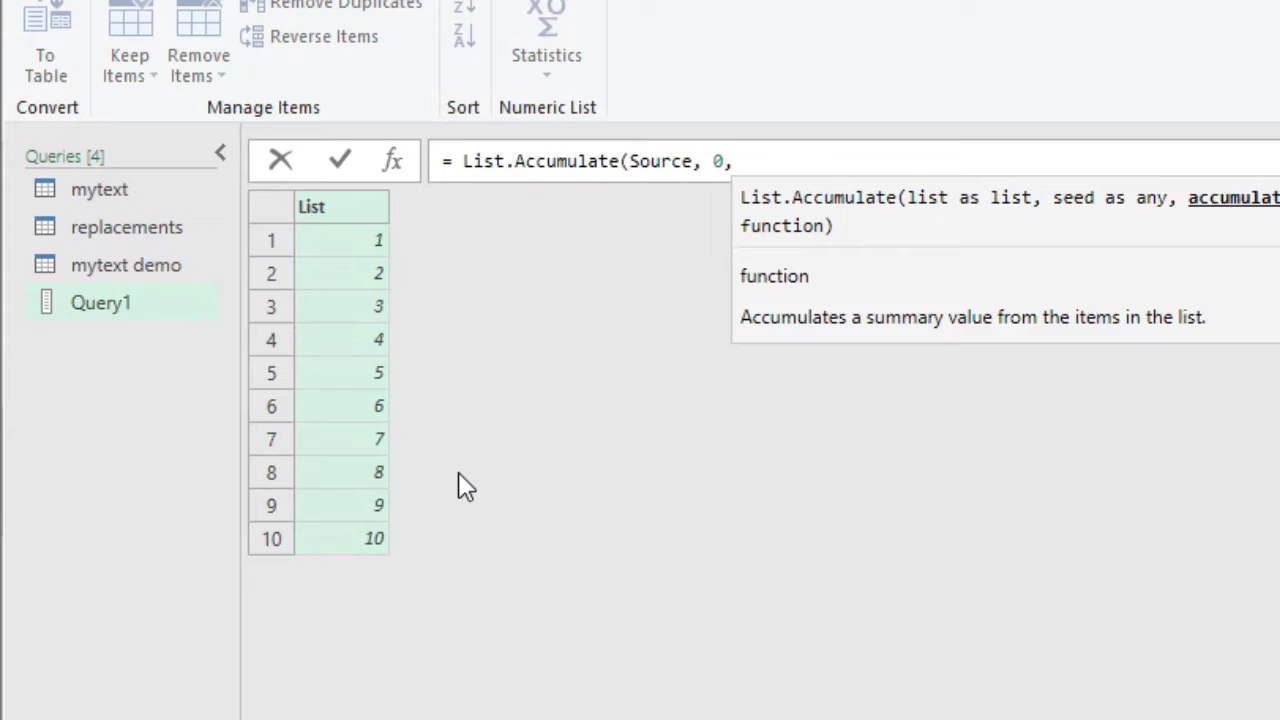 Remove Duplicates
Reverse Items
To Table
Keep Items
Remove Items
Statistics
Convert
Manage Items
Sort
Numeric List
Queries [4]
mytext
replacements
mytext demo
Query1
fx
= List.Accumulate(Source, 0,
List.Accumulate(list as list, seed as any, accumulat
function)
function
Accumulates a summary value from the items in the list.
List
1 1
2 2
3 3
4 4
5 5
6 6
7 7
8 8
9 9
10 10